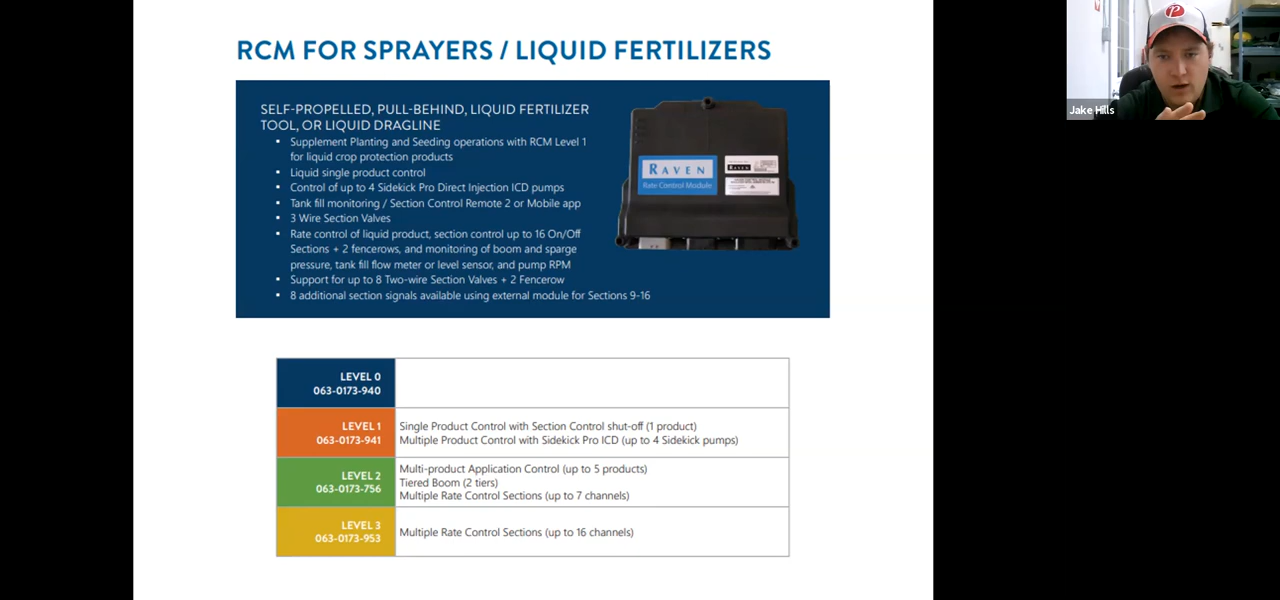 RCM FOR SPRAYERS / LIQUID FERTILIZERS
SELF-PROPELLED, PULL-BEHIND, LIQUID FERTILIZER
TOOL, OR LIQUID DRAGLINE
▪ Supplement Planting and Seeding operations with RCM Level 1
for liquid crop protection products
▪ Liquid single product control
▪ Control of up to 4 Sidekick Pro Direct Injection ICD pumps
▪ Tank fill monitoring / Section Control Remote 2 or Mobile app
▪ 3 Wire Section Valves
▪ Rate control of liquid product, section control up to 16 On/Off
Sections + 2 fencerows, and monitoring of boom and sparge
pressure, tank fill flow meter or level sensor, and pump RPM
▪ Support for up to 8 Two-wire Section Valves + 2 Fencerow
▪ 8 additional section signals available using external module for Sections 9-16
RAVEN
Rate Control Module
RAVEN
LEVEL 0
063-0173-940
LEVEL 1
063-0173-941
Single Product Control with Section Control shut-off (1 product)
Multiple Product Control with Sidekick Pro ICD (up to 4 Sidekick pumps)
LEVEL 2
063-0173-756
Multi-product Application Control (up to 5 products)
Tiered Boom (2 tiers)
Multiple Rate Control Sections (up to 7 channels)
LEVEL 3
063-0173-953
Multiple Rate Control Sections (up to 16 channels)
P
Jake Hills